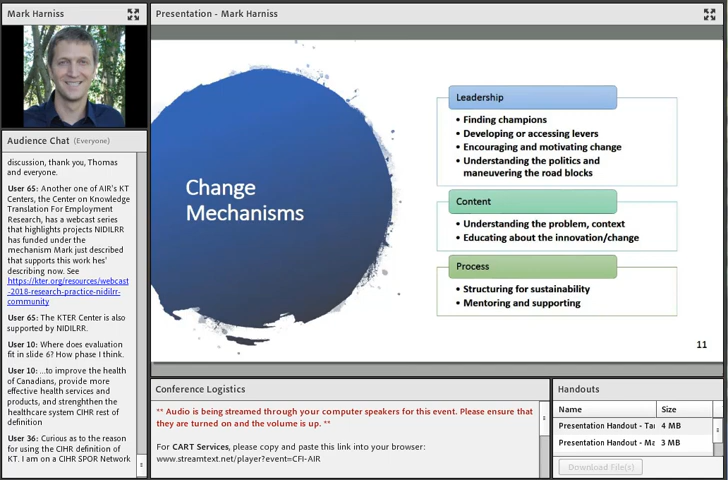 Mark Harniss
Presentation - Mark Harniss
Audience Chat (Everyone)
discussion, thank you, Thomas
and everyone.
User 65: Another one of AIR's KT
Centers, the Center on Knowledge
Translation For Employment
Research, has a webcast series
that highlights projects NIDILRR
has funded under the
mechanism Mark just described
that supports this work hes'
describing now. See
https://kter.org/resources/webcast
-2018-research-practice-nidilrr-
community
User 65: The KTER Center is also
supported by NIDILRR.
User 10: Where does evaluation
fit in slide 6? How phase I think.
User 10: ...to improve the health
of Canadians, provide more
effective health services and
products, and strenghthen the
healthcare system CIHR rest of
definition
User 36: Curious as to the reason
for using the CIHR definition of
KT. I am on a CIHR SPOR Network
Change
Mechanisms
Leadership
• Finding champions
• Developing or accessing levers
• Encouraging and motivating change
• Understanding the politics and
maneuvering the road blocks
Content
• Understanding the problem, context
• Educating about the innovation/change
Process
• Structuring for sustainability
• Mentoring and supporting
11
Conference Logistics
** Audio is being streamed through your computer speakers for this event. Please ensure that
they are turned on and the volume is up. **
For CART Services, please copy and paste this link into your browser:
www.streamtext.net/player?event=CFI-AIR
Handouts
Name Size
Presentation Handout - Tar 4 MB
Presentation Handout - Ma 3 MB
Download File(s)